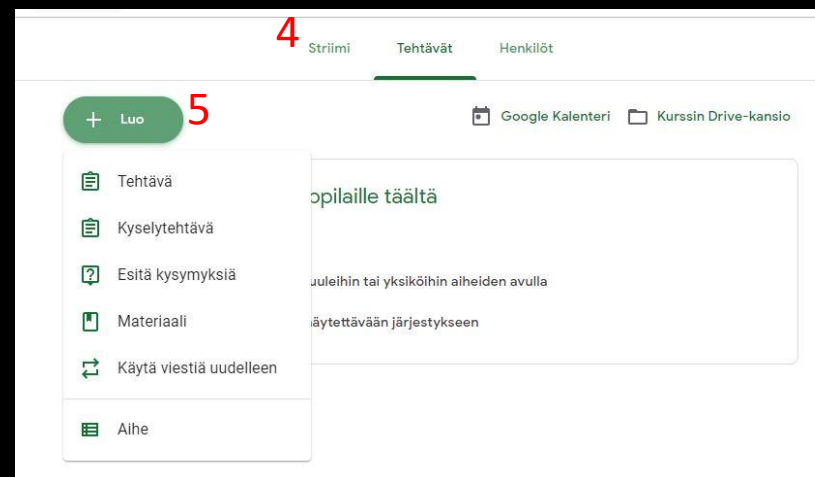 4 Striimi Tehtävät Henkilöt
+ Luo 5 Google Kalenteri Kurssin Drive-kansio
Tehtävä
opilaille täältä
Kyselytehtävä
Esitä kysymyksiä
uuleihin tai yksiköihin aiheiden avulla
Materiaali
äytettävään järjestykseen
Käytä viestiä uudelleen
Aihe